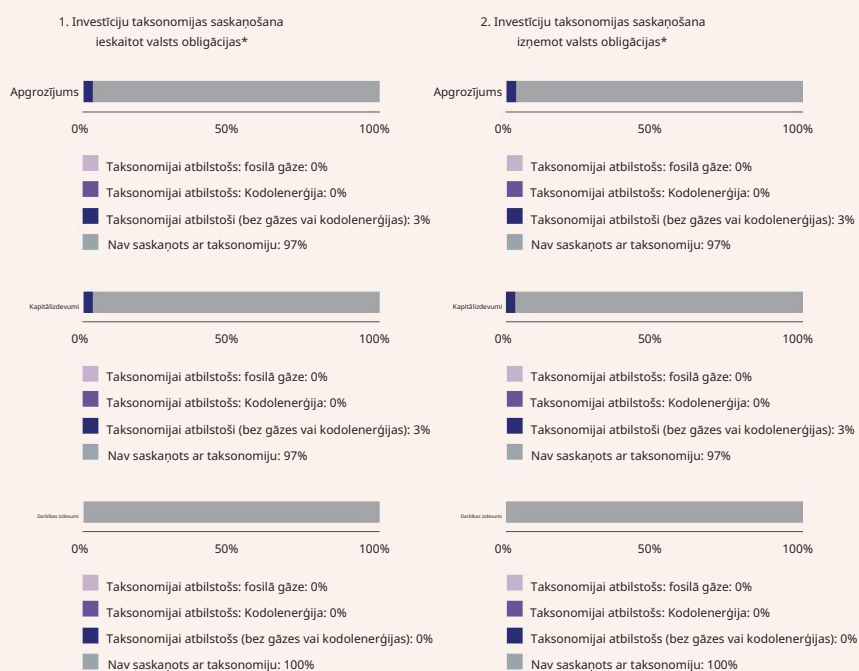 1. Investīciju taksonomijas saskaņošana
ieskaitot valsts obligācijas*
Apgrozījums
0% 50% 100%
Taksonomijai atbilstošs: fosilā gāze: 0%
Taksonomijai atbilstošs: Kodolenerģija: 0%
Taksonomijai atbilstoši (bez gāzes vai kodolenerģijas): 3%
Nav saskaņots ar taksonomiju: 97%
Kapitālizdevumi
0% 50% 100%
Taksonomijai atbilstošs: fosilā gāze: 0%
Taksonomijai atbilstošs: Kodolenerģija: 0%
Taksonomijai atbilstoši (bez gāzes vai kodolenerģijas): 3%
Nav saskaņots ar taksonomiju: 97%
Darbības izdevumi
0% 50% 100%
Taksonomijai atbilstošs: fosilā gāze: 0%
Taksonomijai atbilstošs: Kodolenerģija: 0%
Taksonomijai atbilstošs (bez gāzes vai kodolenerģijas): 0%
Nav saskaņots ar taksonomiju: 100%
2. Investīciju taksonomijas saskaņošana
izņemot valsts obligācijas*
Apgrozījums
0% 50% 100%
Taksonomijai atbilstošs: fosilā gāze: 0%
Taksonomijai atbilstošs: Kodolenerģija: 0%
Taksonomijai atbilstoši (bez gāzes vai kodolenerģijas): 3%
Nav saskaņots ar taksonomiju: 97%
Kapitālizdevumi
0% 50% 100%
Taksonomijai atbilstošs: fosilā gāze: 0%
Taksonomijai atbilstošs: Kodolenerģija: 0%
Taksonomijai atbilstoši (bez gāzes vai kodolenerģijas): 3%
Nav saskaņots ar taksonomiju: 97%
Darbības izdevumi
0% 50% 100%
Taksonomijai atbilstošs: fosilā gāze: 0%
Taksonomijai atbilstošs: Kodolenerģija: 0%
Taksonomijai atbilstošs (bez gāzes vai kodolenerģijas): 0%
Nav saskaņots ar taksonomiju: 100%